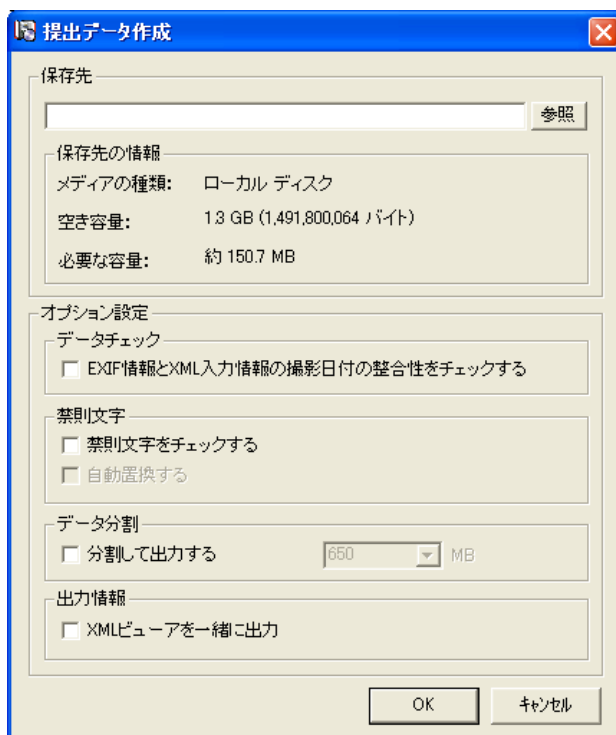 提出データ作成
保存先
参照
保存先の情報
メディアの種類: ローカル ディスク
空き容量: 1.3 GB (1,491,800,064 バイト)
必要な容量: 約 150.7 MB
オプション設定
データチェック
EXIF情報とXML入力情報の撮影日付の整合性をチェックする
禁則文字
禁則文字をチェックする
自動置換する
データ分割
分割して出力する 650 MB
出力情報
XMLビューアを一緒に出力
OK キャンセル